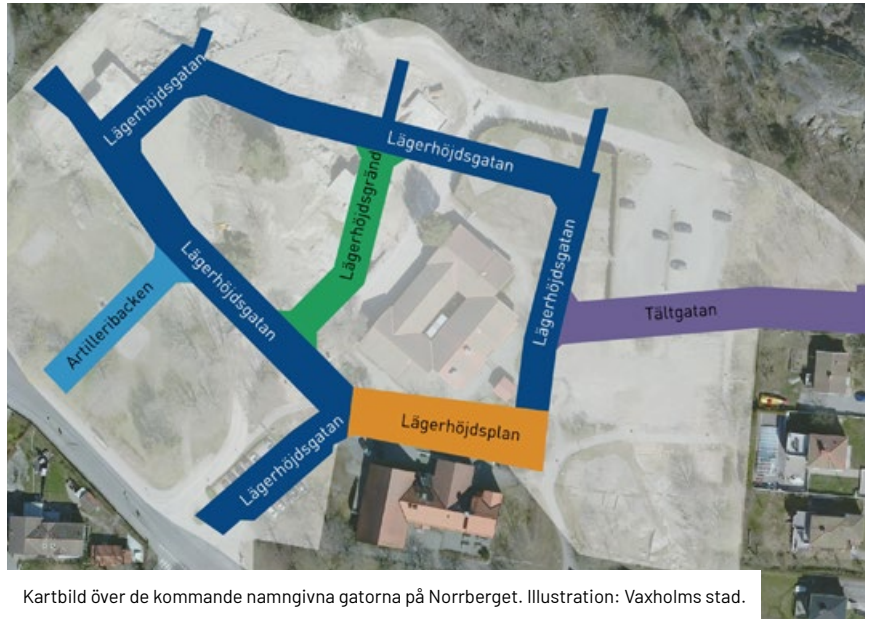 Lägerhöjdsgatan
Lägerhöjdsgatan
Lägerhöjdsgränd
Lägerhöjdsgatan
Lägerhöjdsgatan
Artilleribacken
Tältgatan
Lägerhöjdsplan
Lägerhöjdsgatan
Kartbild över de kommande namngivna gatorna på Norrberget. Illustration: Vaxholms stad.